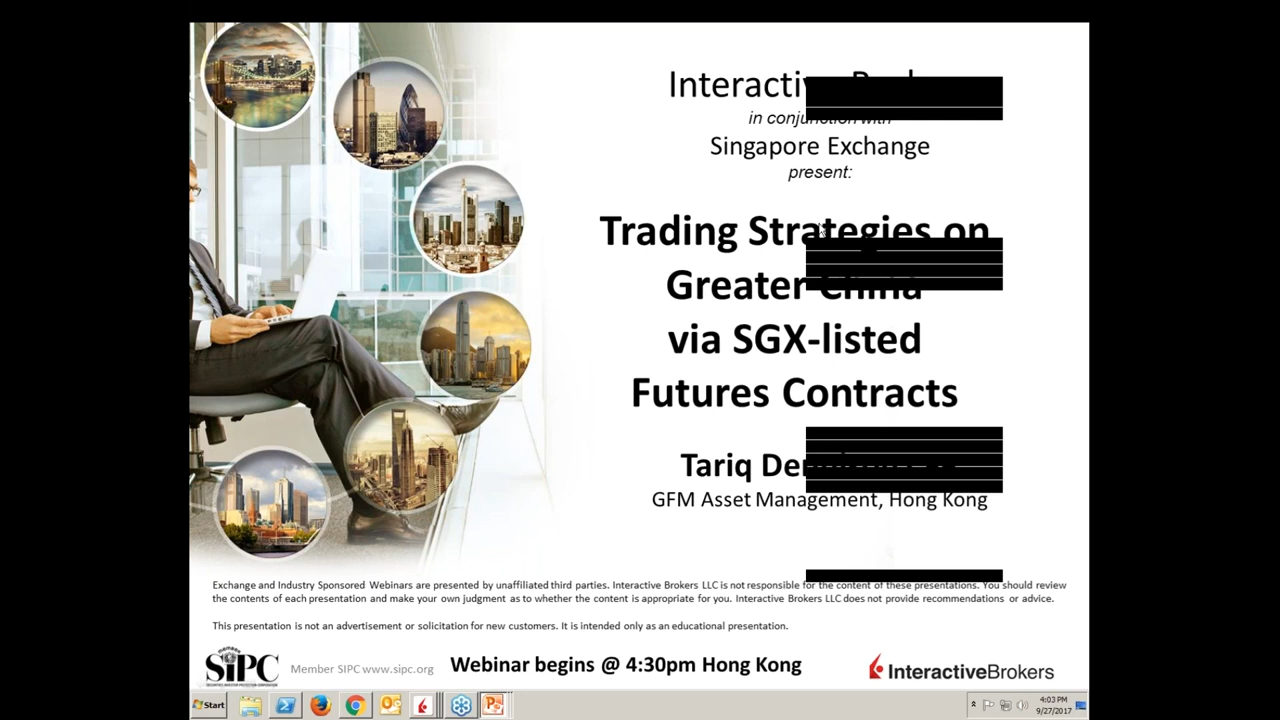 Interactive
in conjunction with
Singapore Exchange
present:
Trading Strategies on
Greater China
via SGX-listed
Futures Contracts
Tariq
GFM Asset Management, Hong Kong
Exchange and Industry Sponsored Webinars are presented by unaffiliated third parties. Interactive Brokers LLC is not responsible for the content of these presentations. You should review
the contents of each presentation and make your own judgment as to whether the content is appropriate for you. Interactive Brokers LLC does not provide recommendations or advice.
This presentation is not an advertisement or solicitation for new customers. It is intended only as an educational presentation.
SiPC
Member SIPC www.sipc.org
Webinar begins @ 4:30pm Hong Kong
InteractiveBrokers
Start
4:03 PM
9/27/2017